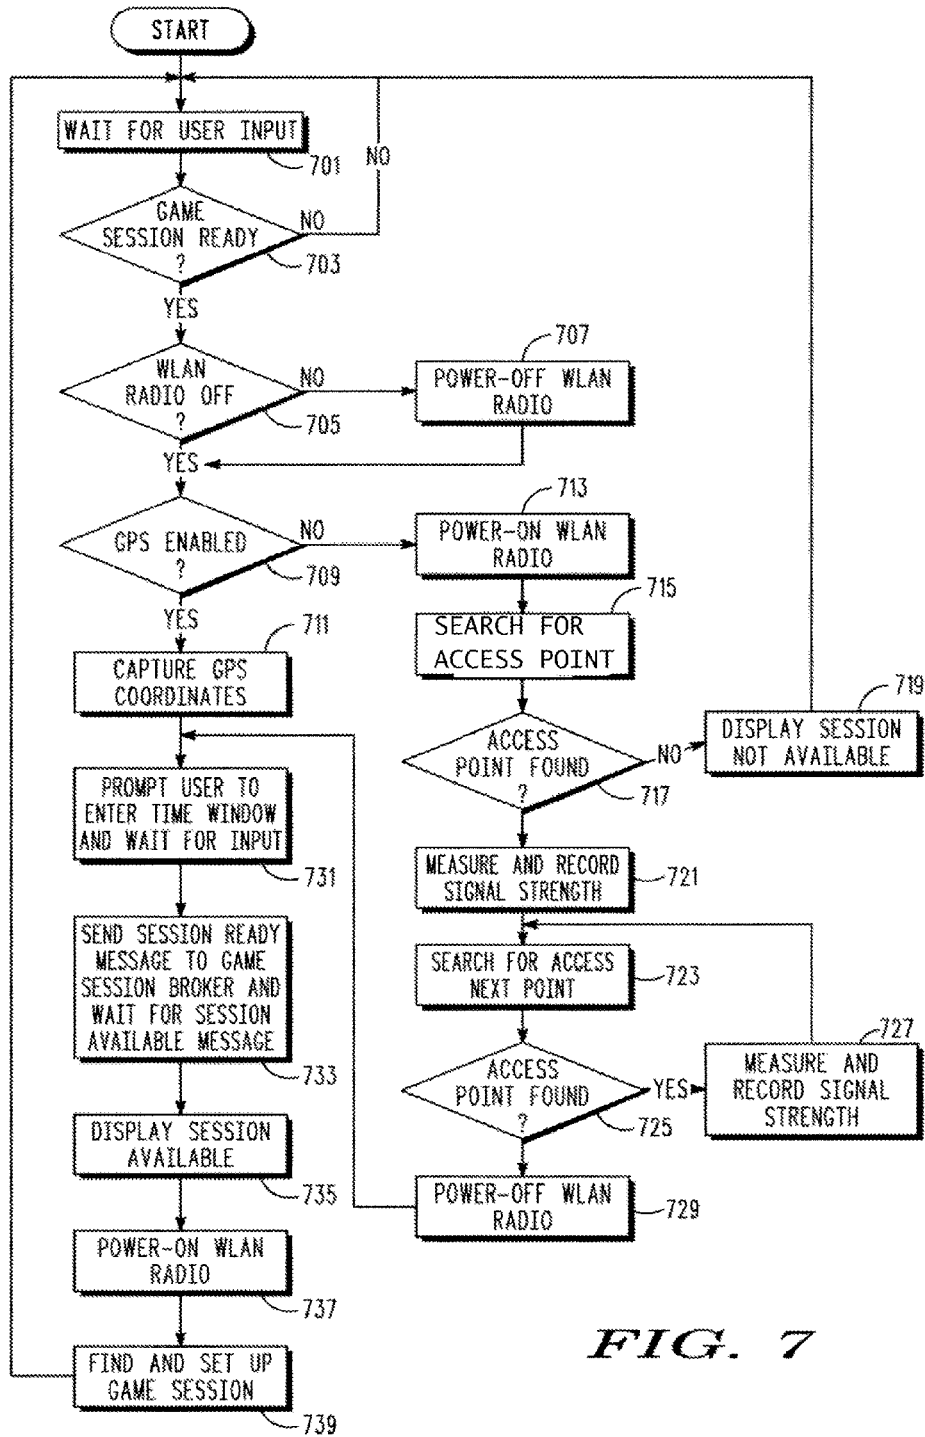 START
WAIT FOR USER INPUT
701
NO
GAME
SESSION READY
?
NO
703
YES
WLAN
RADIO OFF
?
NO
705
707
POWER-OFF WLAN
RADIO
YES
GPS ENABLED
?
NO
709
713
POWER-ON WLAN
RADIO
YES
711
CAPTURE GPS
COORDINATES
715
SEARCH FOR
ACCESS POINT
ACCESS
POINT FOUND
?
NO
717
719
DISPLAY SESSION
NOT AVAILABLE
MEASURE AND RECORD
SIGNAL STRENGTH
721
SEARCH FOR ACCESS
NEXT POINT
723
ACCESS
POINT FOUND
?
YES
725
727
MEASURE AND
RECORD SIGNAL
STRENGTH
POWER-OFF WLAN
RADIO
729
PROMPT USER TO
ENTER TIME WINDOW
AND WAIT FOR INPUT
731
SEND SESSION READY
MESSAGE TO GAME
SESSION BROKER AND
WAIT FOR SESSION
AVAILABLE MESSAGE
733
DISPLAY SESSION
AVAILABLE
735
POWER-ON WLAN
RADIO
737
FIND AND SET UP
GAME SESSION
739
FIG. 7